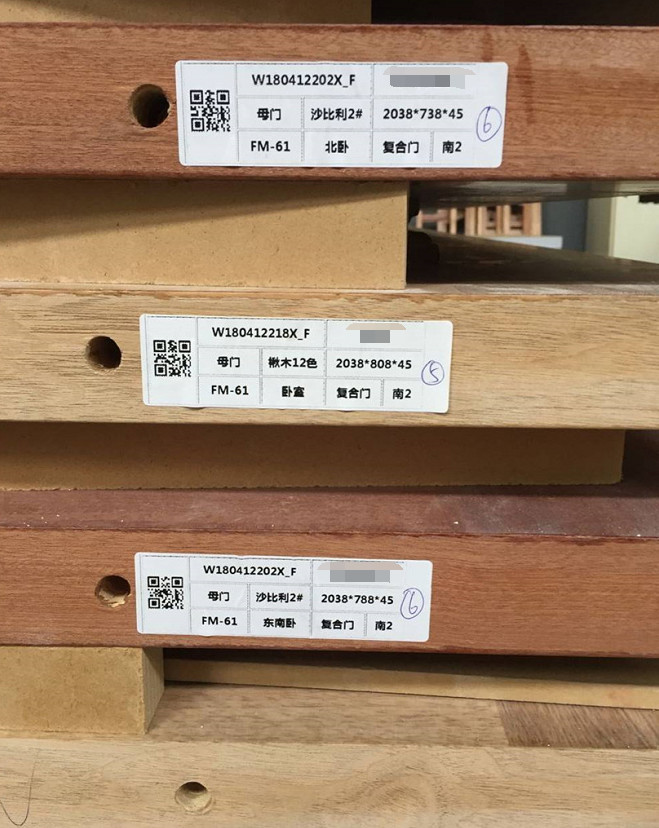 W180412202X_F
母门 沙比利2# 2038*738*45
FM-61 北卧 复合门 南2
6
W180412218X_F
母门 楸木12色 2038*808*45
FM-61 卧室 复合门 南2
5
W180412202X_F
母门 沙比利2# 2038*788*45
FM-61 东南卧 复合门 南2
6